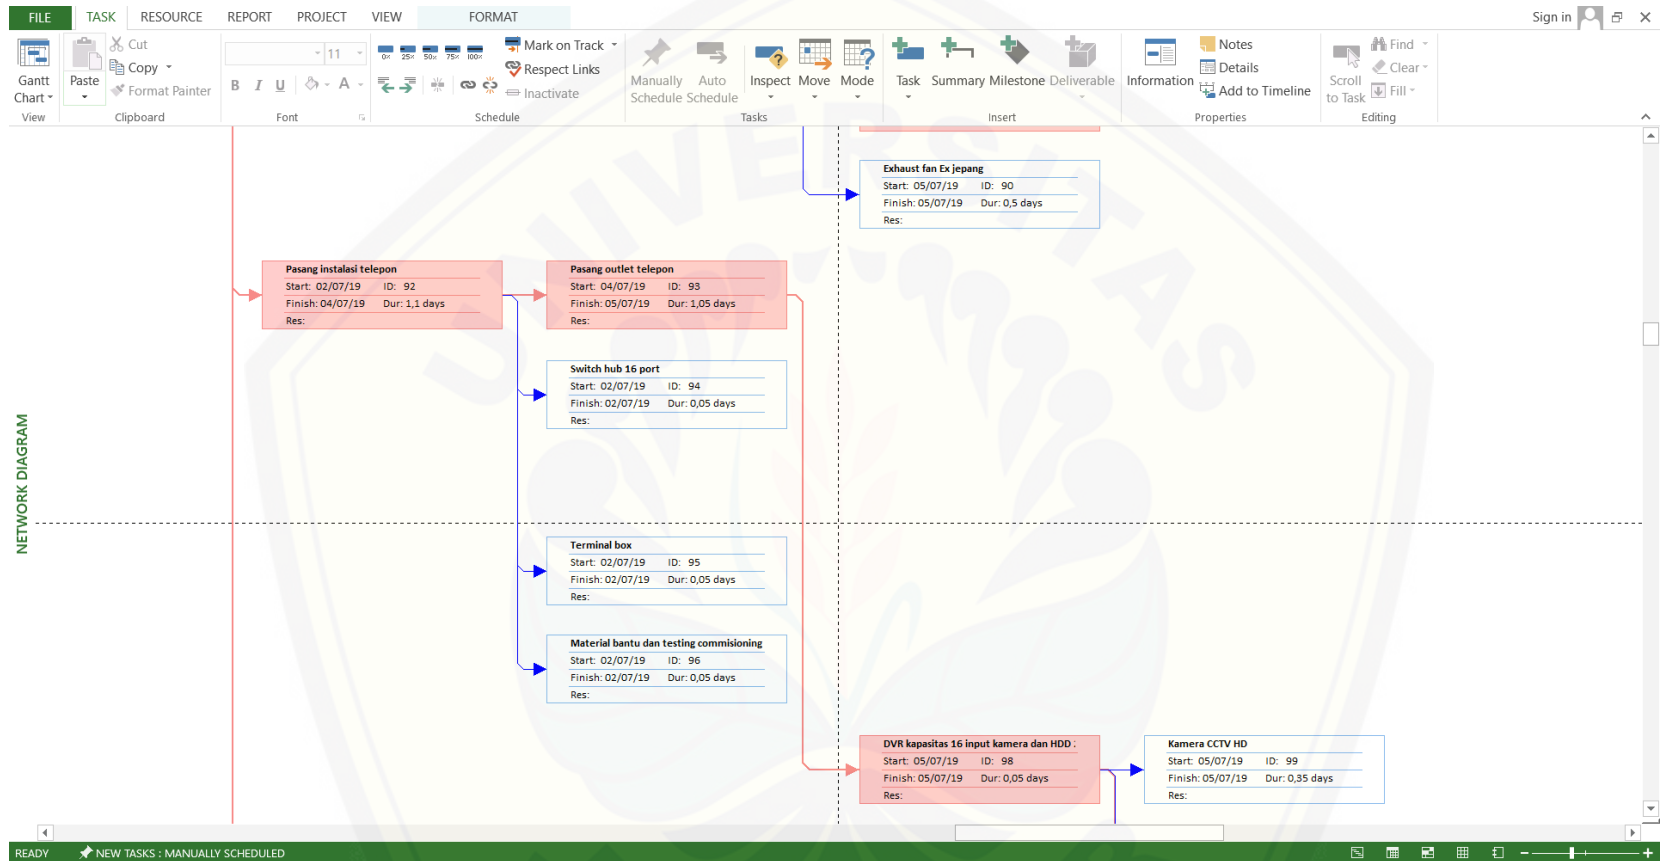 FILE TASK RESOURCE REPORT PROJECT VIEW FORMAT Sign in
Gantt Chart
View
Paste
Cut
Copy
Format Painter
Clipboard
11
B I U A
Font
0% 25% 50% 75% 100%
Mark on Track
Respect Links
Inactivate
Schedule
Manually Schedule
Auto Schedule
Inspect
Move
Mode
Tasks
Task
Summary
Milestone
Deliverable
Insert
Information
Notes
Details
Add to Timeline
Properties
Scroll to Task
Find
Clear
Fill
Editing
UNIVERSITAS
NETWORK DIAGRAM
Exhaust fan Ex jepang
Start: 05/07/19 ID: 90
Finish: 05/07/19 Dur: 0,5 days
Res:
Pasang instalasi telepon
Start: 02/07/19 ID: 92
Finish: 04/07/19 Dur: 1,1 days
Res:
Pasang outlet telepon
Start: 04/07/19 ID: 93
Finish: 05/07/19 Dur: 1,05 days
Res:
Switch hub 16 port
Start: 02/07/19 ID: 94
Finish: 02/07/19 Dur: 0,05 days
Res:
Terminal box
Start: 02/07/19 ID: 95
Finish: 02/07/19 Dur: 0,05 days
Res:
Material bantu dan testing commisioning
Start: 02/07/19 ID: 96
Finish: 02/07/19 Dur: 0,05 days
Res:
DVR kapasitas 16 input kamera dan HDD
Start: 05/07/19 ID: 98
Finish: 05/07/19 Dur: 0,05 days
Res:
Kamera CCTV HD
Start: 05/07/19 ID: 99
Finish: 05/07/19 Dur: 0,35 days
Res:
READY NEW TASKS : MANUALLY SCHEDULED